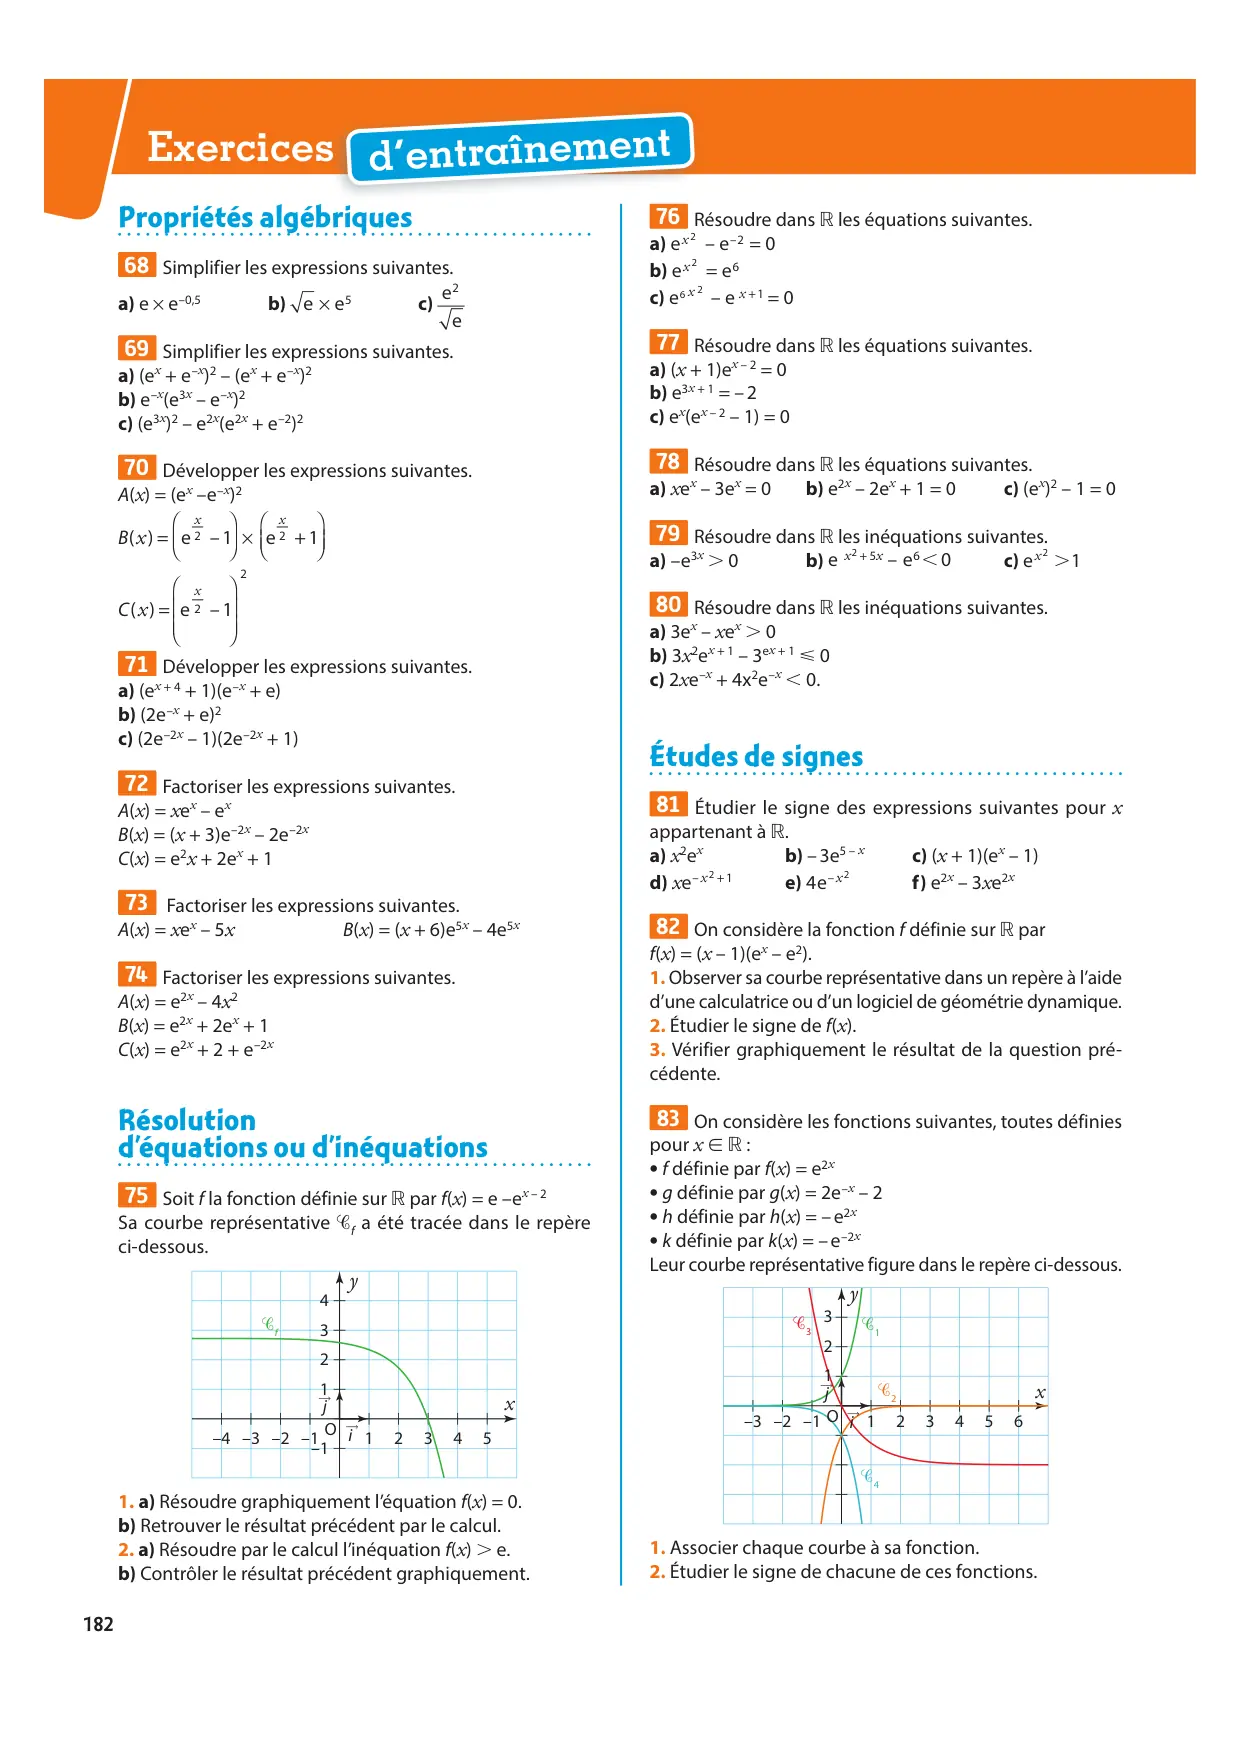 Exercices d'entraînement
Propriétés algébriques
68 Simplifier les expressions suivantes.
a) e × e^–0,5 b) √e × e^5 c) e^2/√e
69 Simplifier les expressions suivantes.
a) (e^x + e^–x)^2 – (e^x + e^–x)^2
b) e^–x(e^3x – e^–x)^2
c) (e^3x)^2 – e^2x(e^2x + e^–2)^2
70 Développer les expressions suivantes.
A(x) = (e^x –e^–x)^2
B(x) = (e^(x/2) – 1) × (e^(x/2) + 1)
C(x) = (e^(x/2) – 1)^2
71 Développer les expressions suivantes.
a) (e^(x + 4) + 1)(e^–x + e)
b) (2e^–x + e)^2
c) (2e^–2x – 1)(2e^–2x + 1)
72 Factoriser les expressions suivantes.
A(x) = xe^x – e^x
B(x) = (x + 3)e^–2x – 2e^–2x
C(x) = e^2x + 2e^x + 1
73 Factoriser les expressions suivantes.
A(x) = xe^x – 5x B(x) = (x + 6)e^5x – 4e^5x
74 Factoriser les expressions suivantes.
A(x) = e^2x – 4x^2
B(x) = e^2x + 2e^x + 1
C(x) = e^2x + 2 + e^–2x
Résolution
d'équations ou d'inéquations
75 Soit f la fonction définie sur ℝ par f(x) = e –e^(x – 2)
Sa courbe représentative 𝒞f a été tracée dans le repère
ci-dessous.
y
4
𝒞f
3
2
1
j
x
O i
–4 –3 –2 –1 1 2 3 4 5
–1
1. a) Résoudre graphiquement l'équation f(x) = 0.
b) Retrouver le résultat précédent par le calcul.
2. a) Résoudre par le calcul l'inéquation f(x) > e.
b) Contrôler le résultat précédent graphiquement.
182
76 Résoudre dans ℝ les équations suivantes.
a) e^(x^2) – e^–2 = 0
b) e^(x^2) = e^6
c) e^(6x^2) – e^(x+1) = 0
77 Résoudre dans ℝ les équations suivantes.
a) (x + 1)e^(x – 2) = 0
b) e^(3x + 1) = – 2
c) e^x(e^(x – 2) – 1) = 0
78 Résoudre dans ℝ les équations suivantes.
a) xe^x – 3e^x = 0 b) e^2x – 2e^x + 1 = 0 c) (e^x)^2 – 1 = 0
79 Résoudre dans ℝ les inéquations suivantes.
a) –e^3x > 0 b) e^(x^2 + 5x) – e^6 < 0 c) e^(x^2) >1
80 Résoudre dans ℝ les inéquations suivantes.
a) 3e^x – xe^x > 0
b) 3x^2e^(x + 1) – 3^(ex + 1) ⩽ 0
c) 2xe^–x + 4x^2e^–x < 0.
Études de signes
81 Étudier le signe des expressions suivantes pour x
appartenant à ℝ.
a) x^2e^x b) – 3e^(5 – x) c) (x + 1)(e^x – 1)
d) xe^(–x^2+1) e) 4e^(–x^2) f) e^2x – 3xe^2x
82 On considère la fonction f définie sur ℝ par
f(x) = (x – 1)(e^x – e^2).
1. Observer sa courbe représentative dans un repère à l'aide
d'une calculatrice ou d'un logiciel de géométrie dynamique.
2. Étudier le signe de f(x).
3. Vérifier graphiquement le résultat de la question pré-
cédente.
83 On considère les fonctions suivantes, toutes définies
pour x ∈ ℝ :
• f définie par f(x) = e^2x
• g définie par g(x) = 2e^–x – 2
• h définie par h(x) = – e^2x
• k définie par k(x) = – e^–2x
Leur courbe représentative figure dans le repère ci-dessous.
y
𝒞3 3 𝒞1
2
1
j 𝒞2 x
–3 –2 –1 O i 1 2 3 4 5 6
𝒞4
1. Associer chaque courbe à sa fonction.
2. Étudier le signe de chacune de ces fonctions.